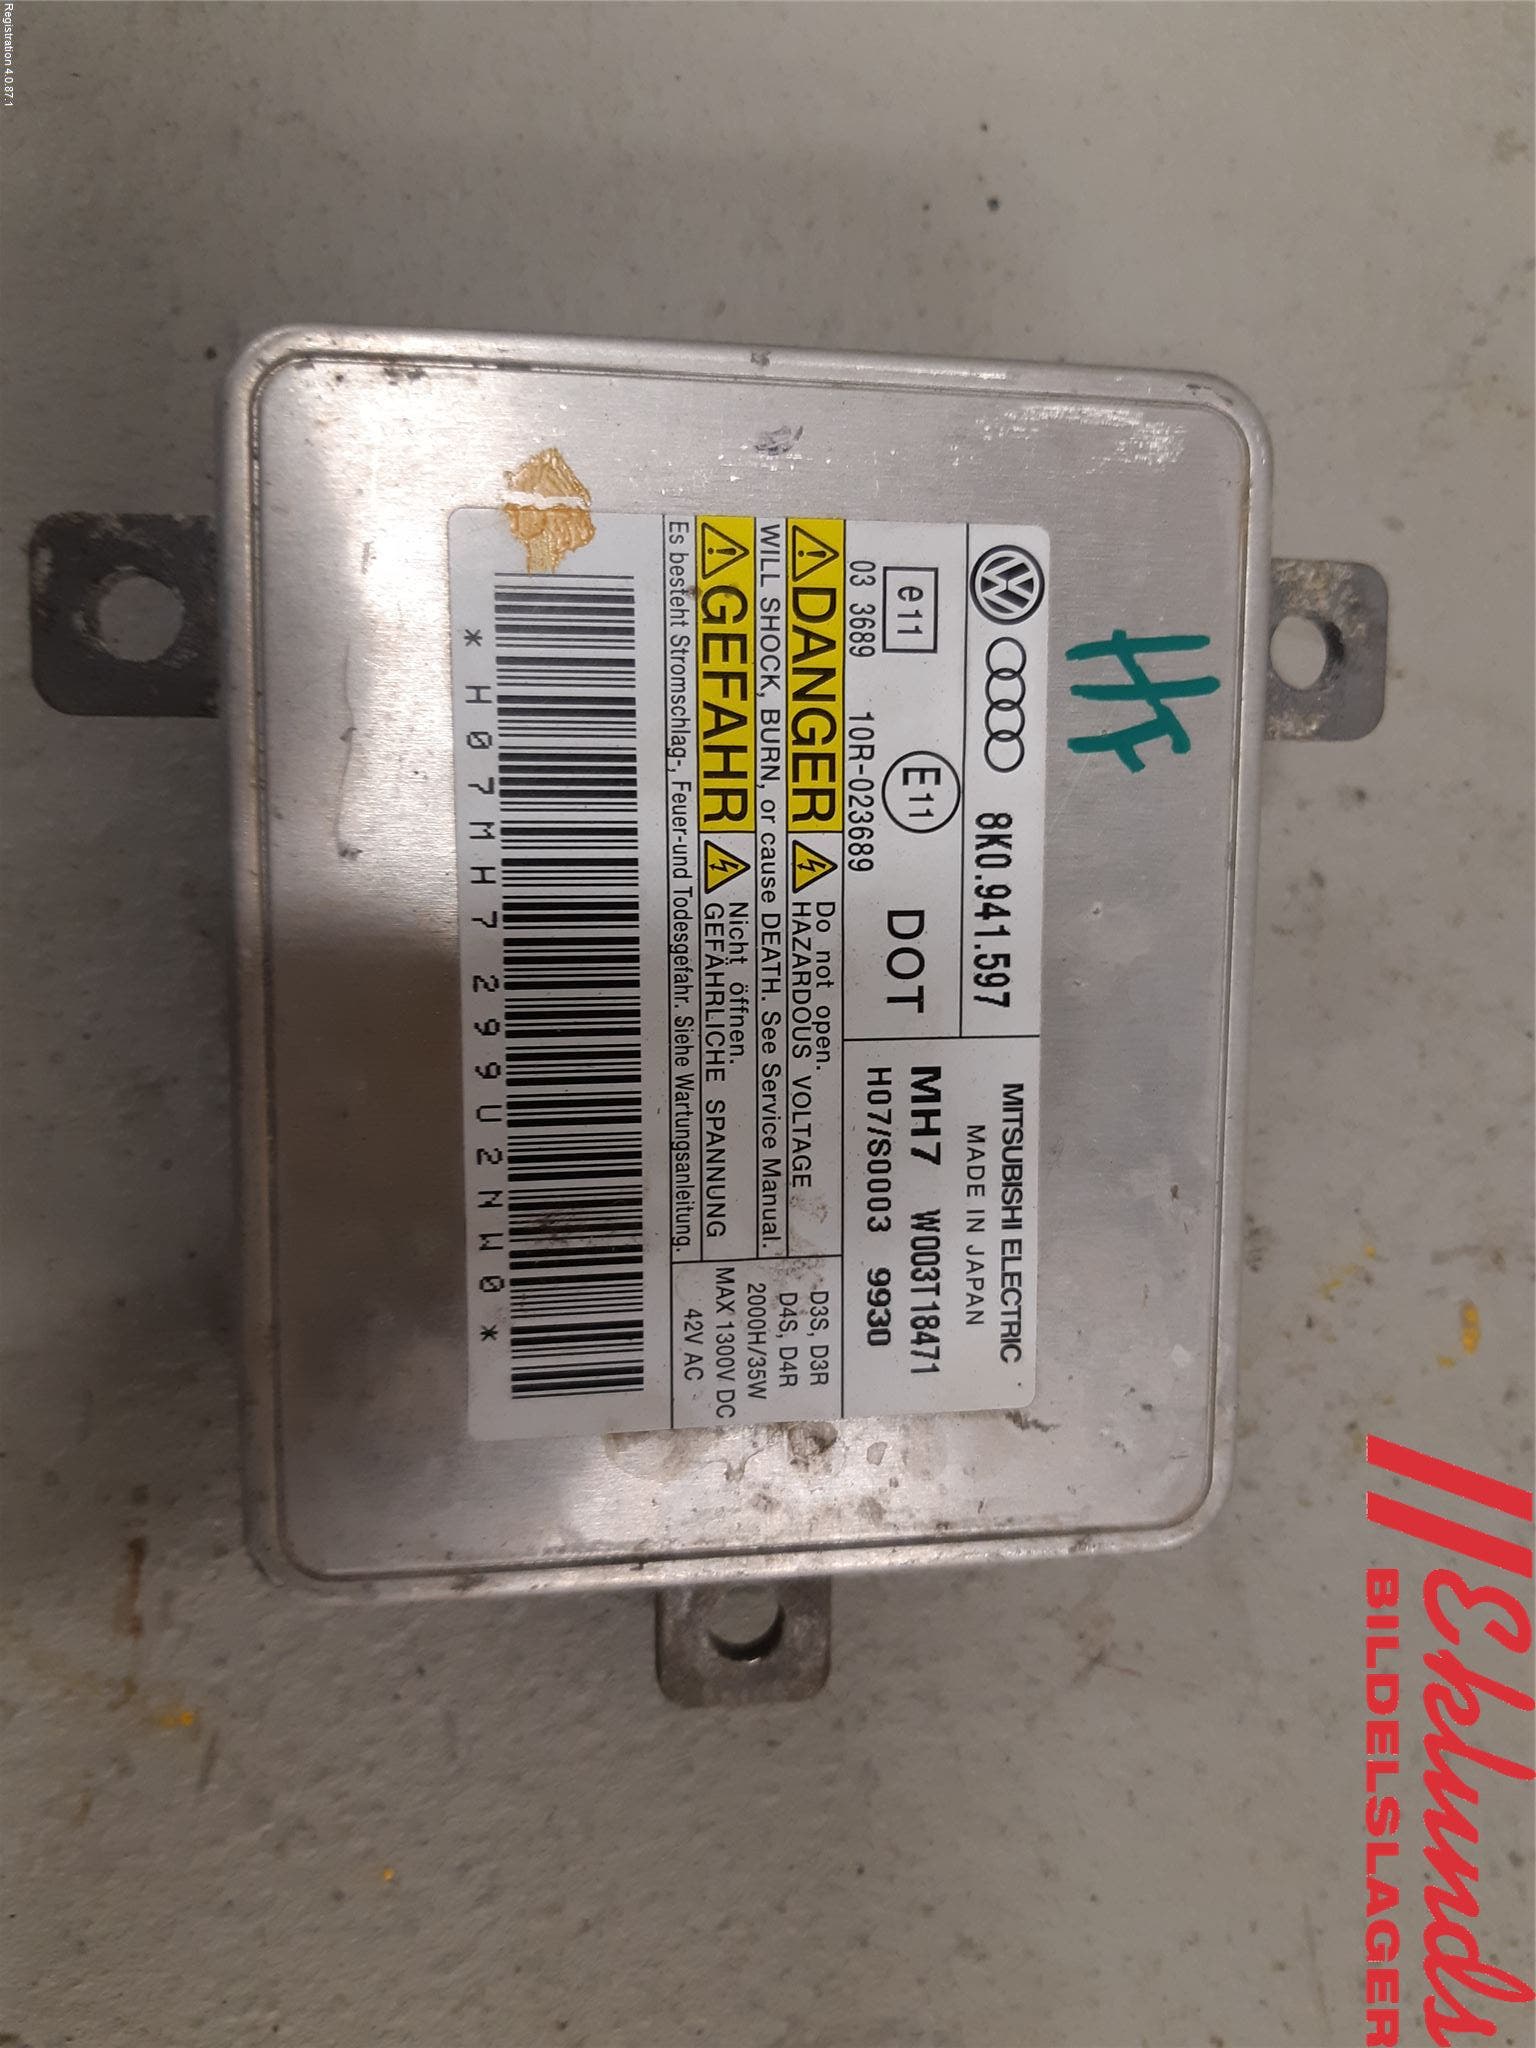 Registration 4.0.87.1
HF
8K0.941.597
MITSUBISHI ELECTRIC
MADE IN JAPAN
e11 E11 DOT
03 3689 10R-023689
MH7 W003T18471
H07/S0003 9930
DANGER Do not open.
HAZARDOUS VOLTAGE
WILL SHOCK, BURN, or cause DEATH. See Service Manual.
GEFAHR Nicht öffnen.
GEFÄHRLICHE SPANNUNG
Es besteht Stromschlag-, Feuer-und Todesgefahr. Siehe Wartungsanleitung.
D3S, D3R
D4S, D4R
2000H/35W
MAX 1300V DC
42V AC
* H07MH7299U2NW0 *
Eklunds
BILDELSLAGER